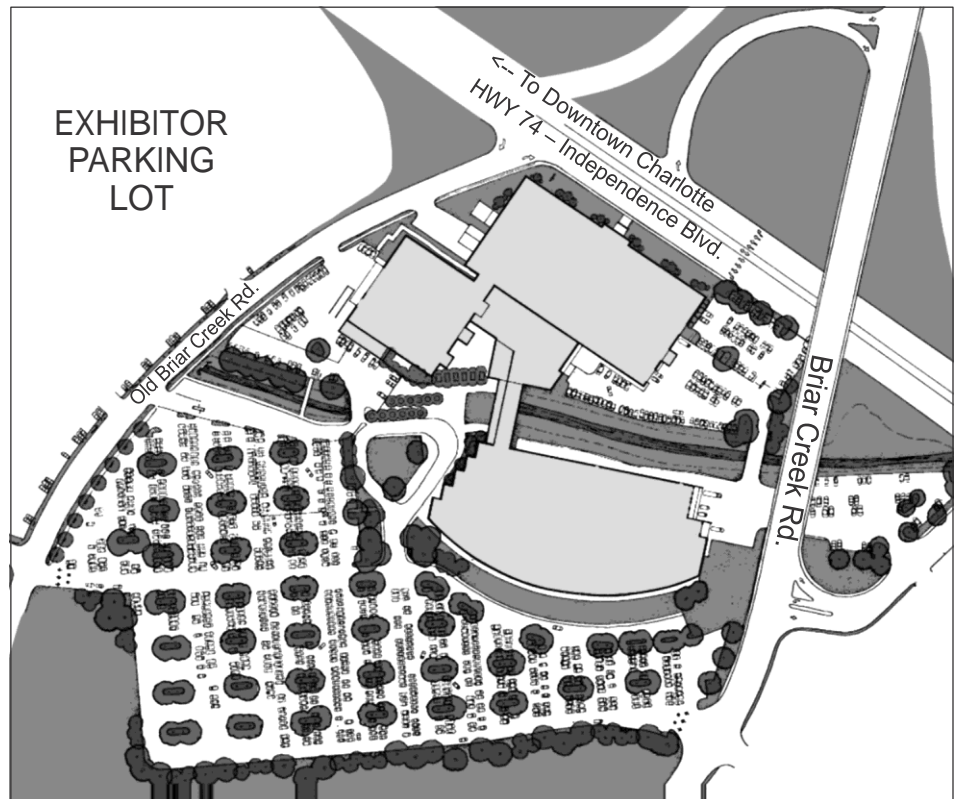 EXHIBITOR
PARKING
LOT
<-- To Downtown Charlotte
HWY 74 – Independence Blvd.
Old Briar Creek Rd.
Briar Creek Rd.